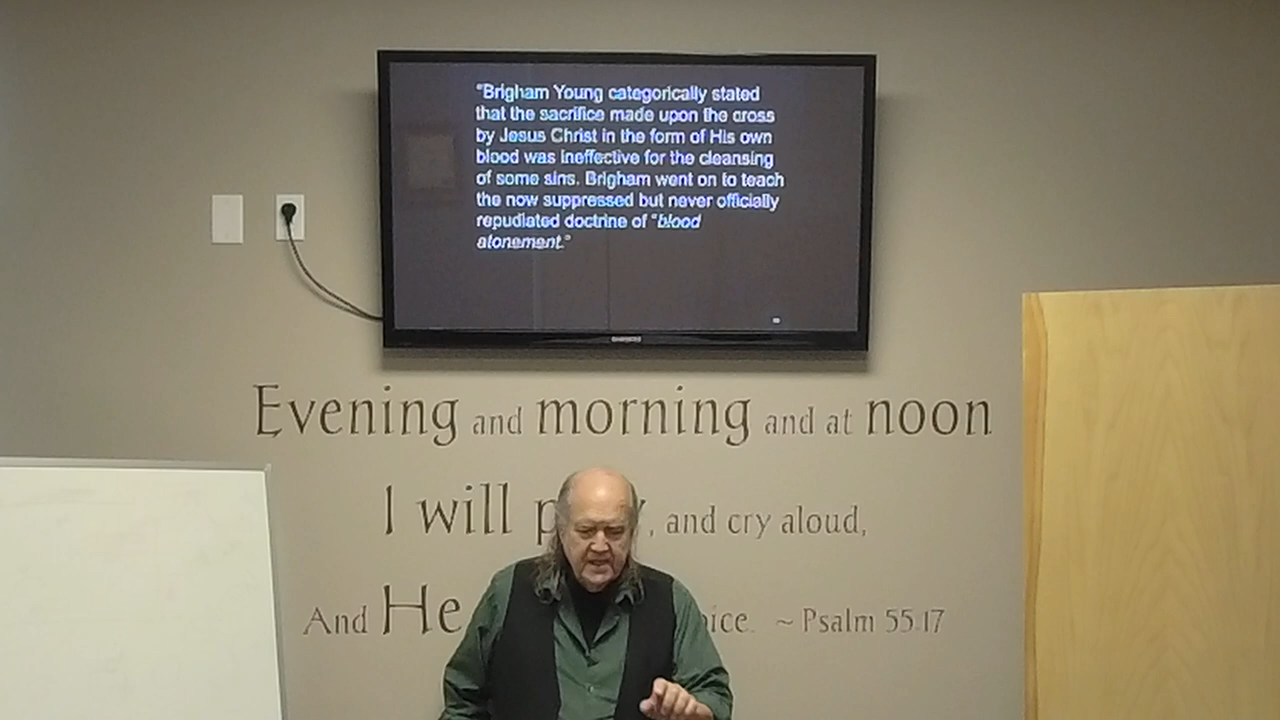 "Brigham Young categorically stated
that the sacrifice made upon the cross
by Jesus Christ in the form of His own
blood was ineffective for the cleansing
of some sins. Brigham went on to teach
the now suppressed but never officially
repudiated doctrine of "blood
atonement."
Evening and morning and at noon
I will , and cry aloud,
And He ~ Psalm 55:17